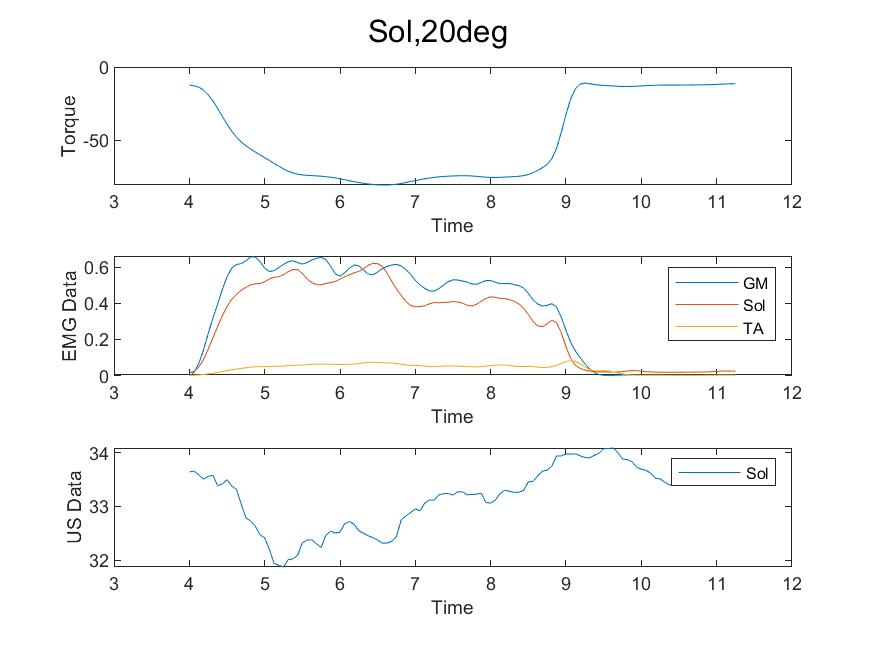 Sol,20deg
0
-50
Torque
3 4 5 6 7 8 9 10 11 12
Time
0.6
0.4
0.2
0
EMG Data
GM
Sol
TA
3 4 5 6 7 8 9 10 11 12
Time
34
33
32
US Data
Sol
3 4 5 6 7 8 9 10 11 12
Time